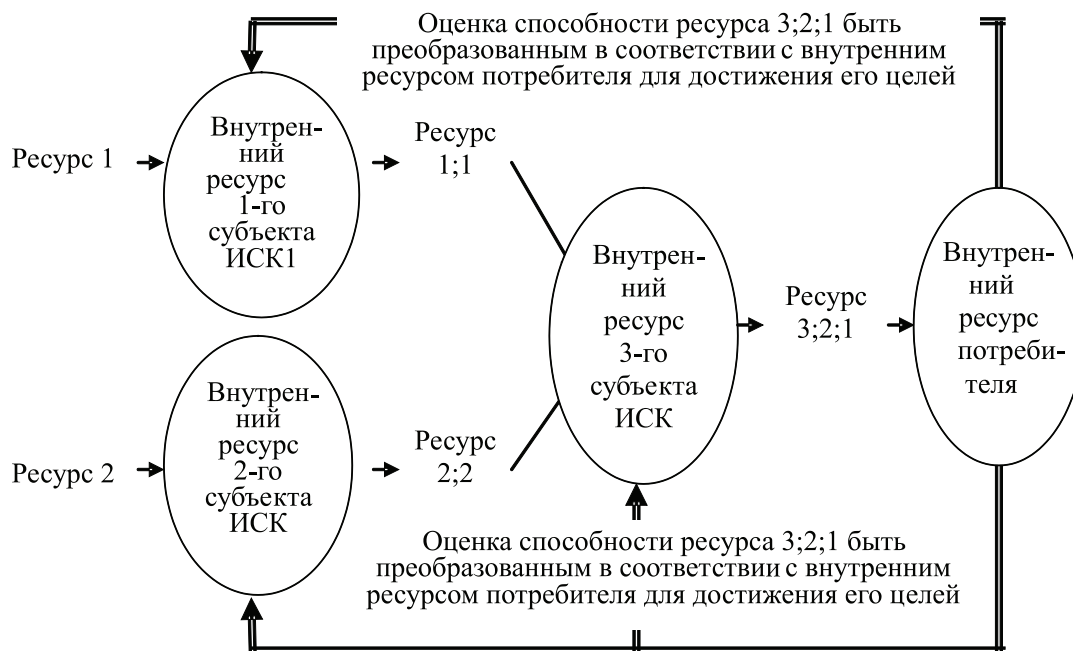 Оценка способности ресурса 3;2;1 быть
преобразованным в соответствии с внутренним
ресурсом потребителя для достижения его целей
Ресурс 1
Внутрен-
ний
ресурс
1-го
субъекта
ИСК1
Ресурс
1;1
Ресурс 2
Внутрен-
ний
ресурс
2-го
субъекта
ИСК
Ресурс
2;2
Внутрен-
ний
ресурс
3-го
субъекта
ИСК
Ресурс
3;2;1
Внутрен-
ний
ресурс
потреби-
теля
Оценка способности ресурса 3;2;1 быть
преобразованным в соответствии с внутренним
ресурсом потребителя для достижения его целей